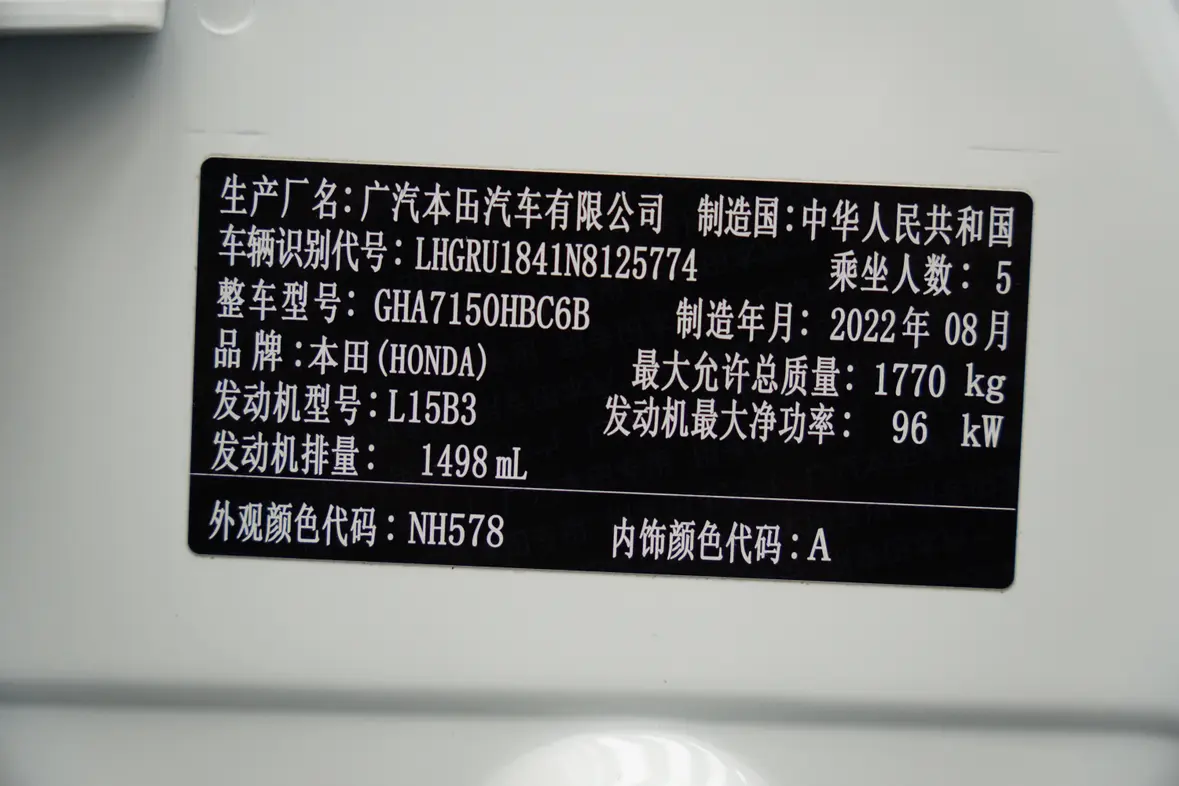 生产厂名：广汽本田汽车有限公司 制造国：中华人民共和国
车辆识别代号：LHGRU1841N8125774 乘坐人数：5
整车型号：GHA7150HBC6B 制造年月：2022年 08月
品 牌：本田(HONDA) 最大允许总质量：1770 kg
发动机型号：L15B3 发动机最大净功率：96 kW
发动机排量：1498 mL
外观颜色代码：NH578 内饰颜色代码：A